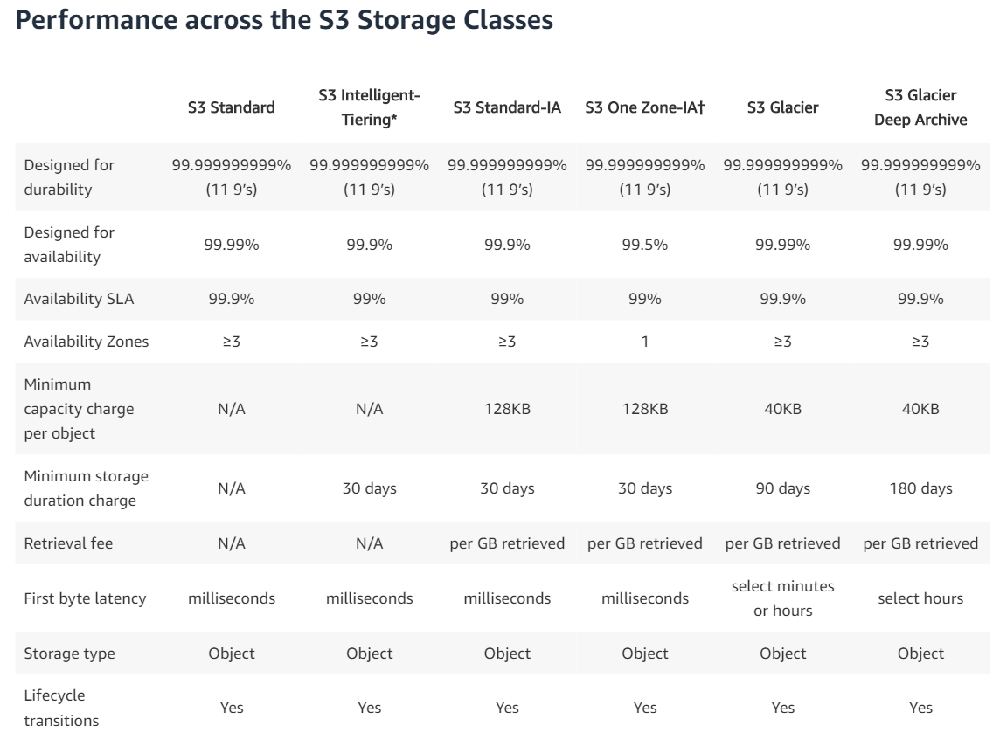 Performance across the S3 Storage Classes
S3 Standard
S3 Intelligent-
Tiering*
S3 Standard-IA
S3 One Zone-IA†
S3 Glacier
S3 Glacier
Deep Archive
Designed for
durability
99.999999999%
(11 9’s)
99.999999999%
(11 9’s)
99.999999999%
(11 9’s)
99.999999999%
(11 9’s)
99.999999999%
(11 9’s)
99.999999999%
(11 9’s)
Designed for
availability
99.99%
99.9%
99.9%
99.5%
99.99%
99.99%
Availability SLA
99.9%
99%
99%
99%
99.9%
99.9%
Availability Zones
≥3
≥3
≥3
1
≥3
≥3
Minimum
capacity charge
per object
N/A
N/A
128KB
128KB
40KB
40KB
Minimum storage
duration charge
N/A
30 days
30 days
30 days
90 days
180 days
Retrieval fee
N/A
N/A
per GB retrieved
per GB retrieved
per GB retrieved
per GB retrieved
First byte latency
milliseconds
milliseconds
milliseconds
milliseconds
select minutes
or hours
select hours
Storage type
Object
Object
Object
Object
Object
Object
Lifecycle
transitions
Yes
Yes
Yes
Yes
Yes
Yes